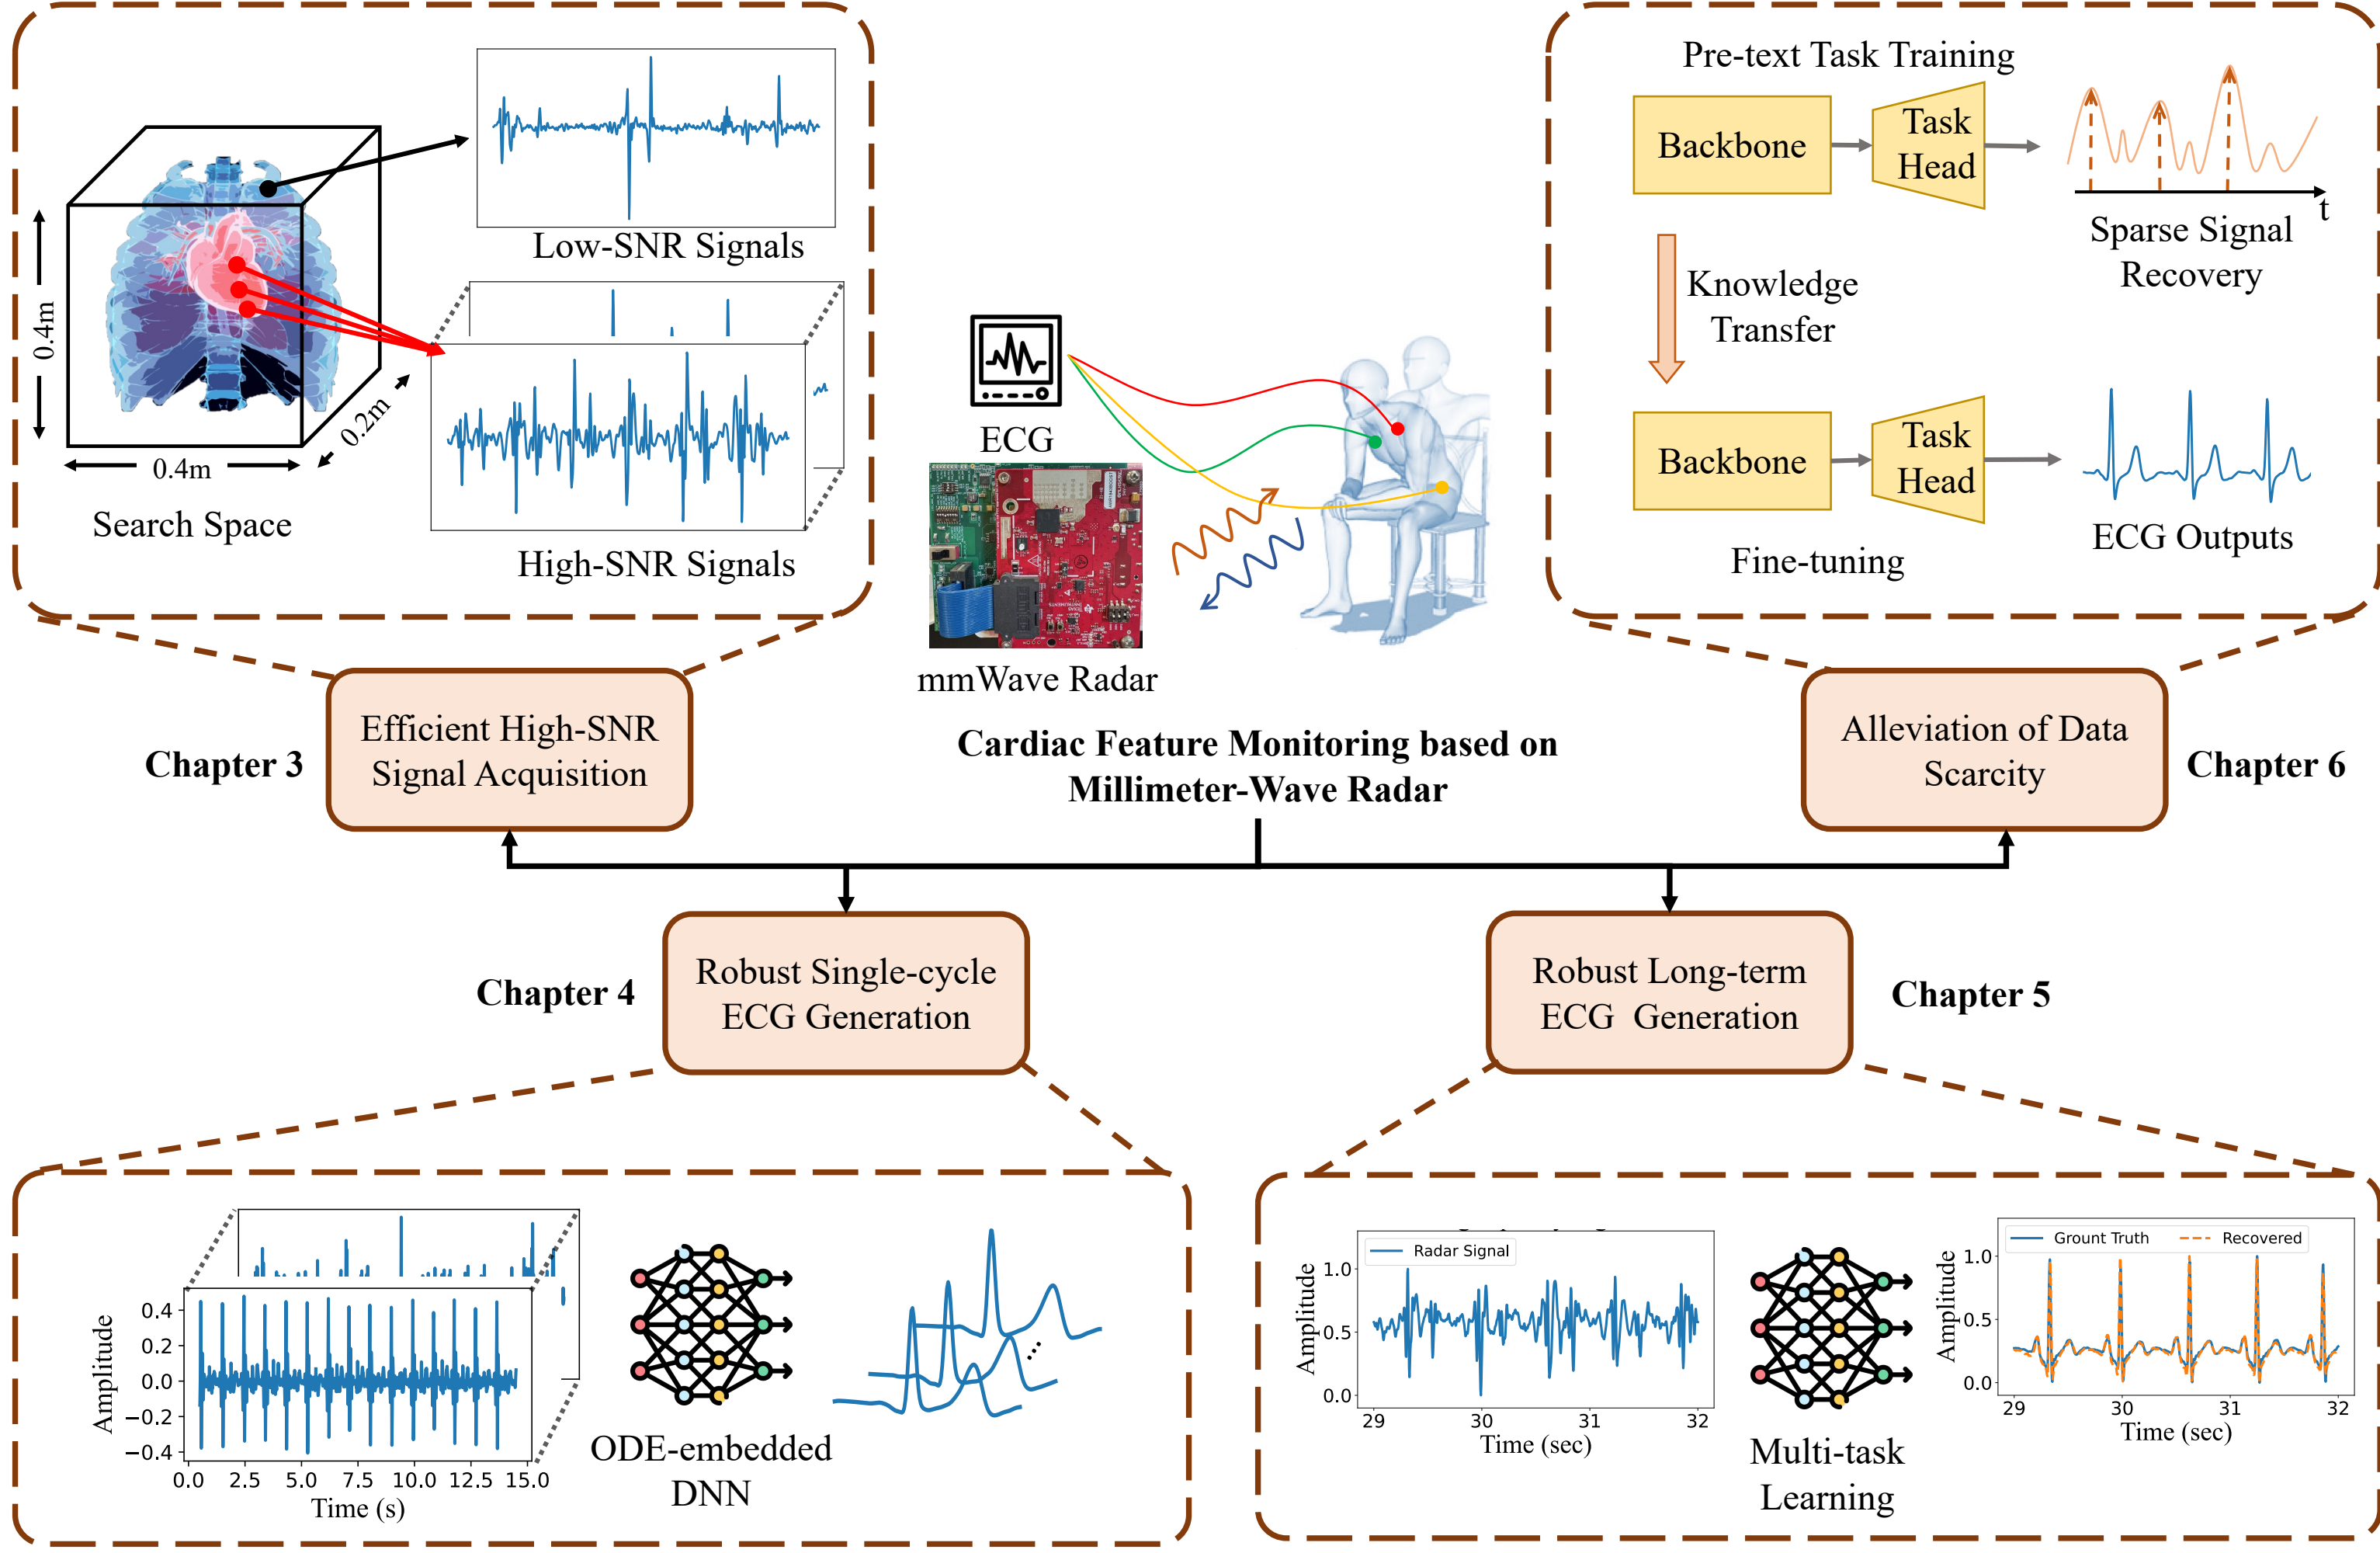 Low-SNR Signals
0.4m
0.4m
0.2m
Search Space
High-SNR Signals
ECG
mmWave Radar
Pre-text Task Training
Backbone
Task
Head
t
Sparse Signal
Recovery
Knowledge
Transfer
Backbone
Task
Head
ECG Outputs
Fine-tuning
Chapter 3
Efficient High-SNR
Signal Acquisition
Cardiac Feature Monitoring based on
Millimeter-Wave Radar
Alleviation of Data
Scarcity
Chapter 6
Chapter 4
Robust Single-cycle
ECG Generation
Robust Long-term
ECG  Generation
Chapter 5
Amplitude
0.4
0.2
0.0
−0.2
−0.4
0.0 2.5 5.0 7.5 10.0 12.5 15.0
Time (s)
ODE-embedded
DNN
Amplitude
Radar Signal
1.0
0.5
0.0
29 30 31 32
Time (sec)
Multi-task
Learning
Amplitude
Grount Truth Recovered
1.0
0.5
0.0
29 30 31 32
Time (sec)